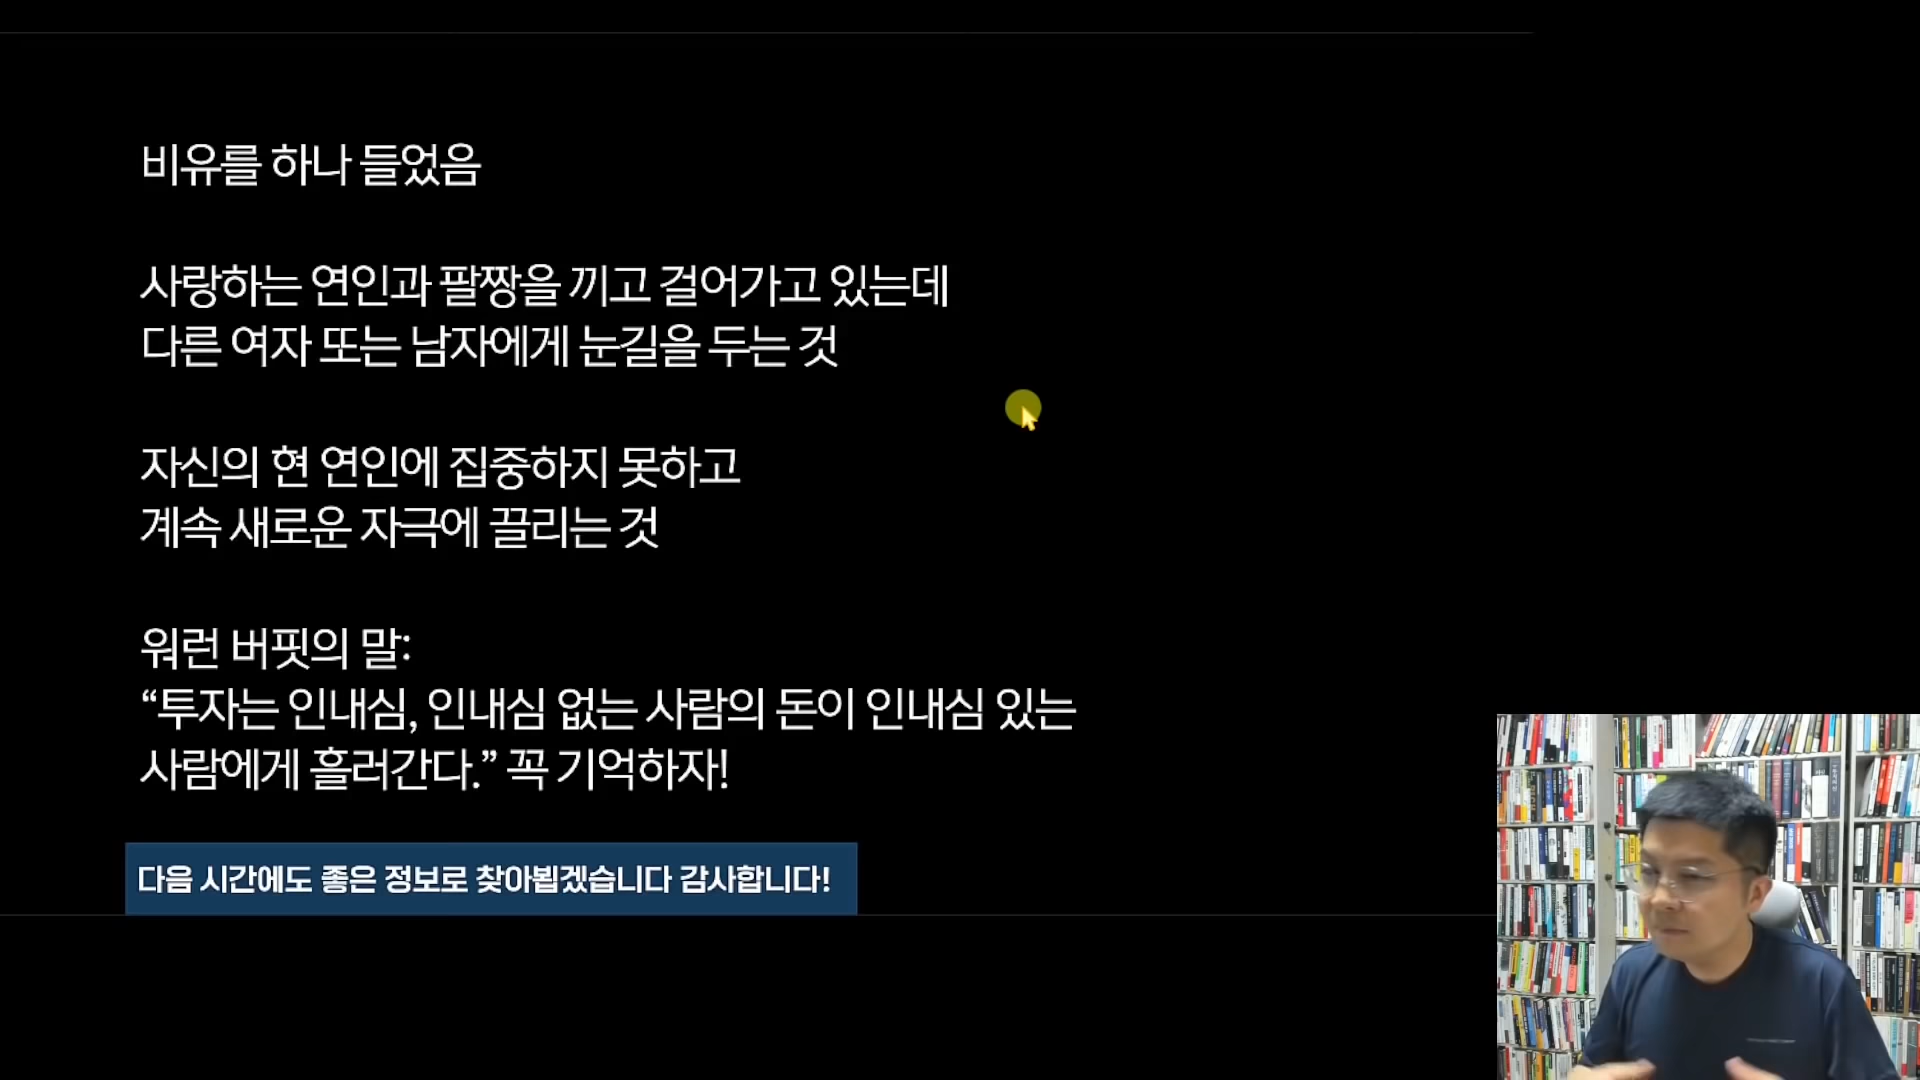 비유를 하나 들었음
사랑하는 연인과 팔짱을 끼고 걸어가고 있는데
다른 여자 또는 남자에게 눈길을 두는 것
자신의 현 연인에 집중하지 못하고
계속 새로운 자극에 끌리는 것
워런 버핏의 말:
“투자는 인내심, 인내심 없는 사람의 돈이 인내심 있는
사람에게 흘러간다.” 꼭 기억하자!
다음 시간에도 좋은 정보로 찾아뵙겠습니다 감사합니다!